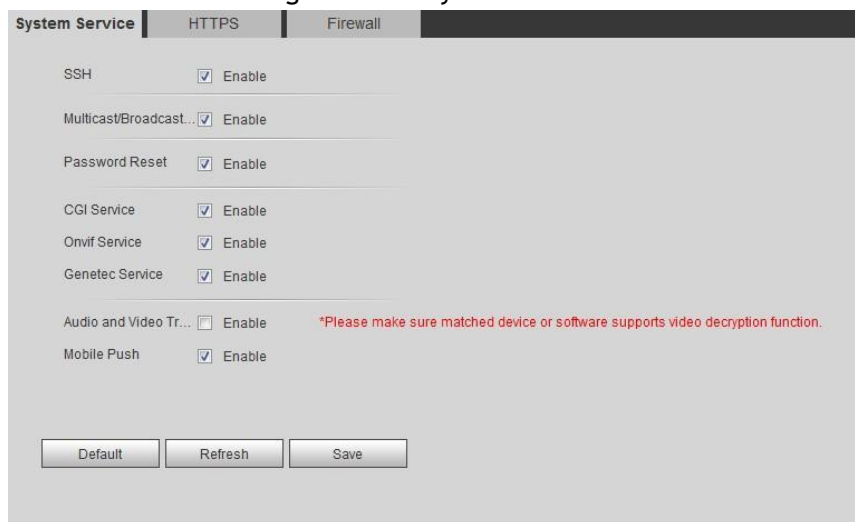 System Service HTTPS Firewall
SSH Enable
Multicast/Broadcast... Enable
Password Reset Enable
CGI Service Enable
Onvif Service Enable
Genetec Service Enable
Audio and Video Tr... Enable *Please make sure matched device or software supports video decryption function.
Mobile Push Enable
Default Refresh Save